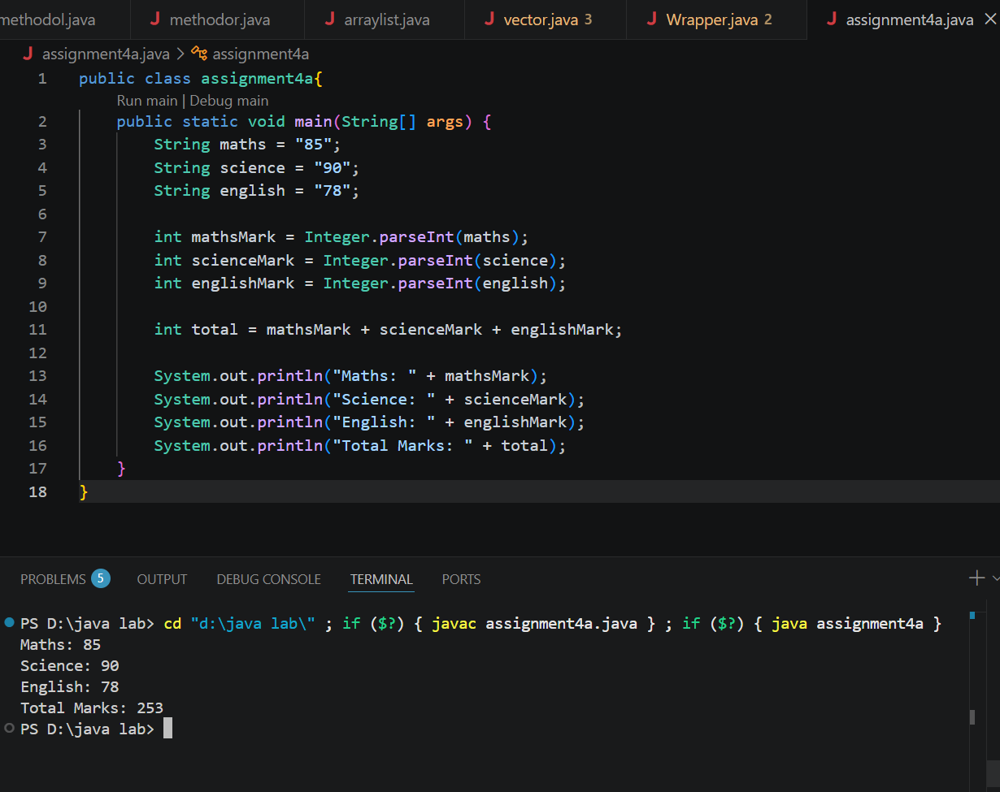 methodol.java J methodor.java J arraylist.java J vector.java 3 J Wrapper.java 2 J assignment4a.java
J assignment4a.java > assignment4a
1 public class assignment4a{
Run main | Debug main
2 public static void main(String[] args) {
3 String maths = "85";
4 String science = "90";
5 String english = "78";
6
7 int mathsMark = Integer.parseInt(maths);
8 int scienceMark = Integer.parseInt(science);
9 int englishMark = Integer.parseInt(english);
10
11 int total = mathsMark + scienceMark + englishMark;
12
13 System.out.println("Maths: " + mathsMark);
14 System.out.println("Science: " + scienceMark);
15 System.out.println("English: " + englishMark);
16 System.out.println("Total Marks: " + total);
17 }
18 }
PROBLEMS 5 OUTPUT DEBUG CONSOLE TERMINAL PORTS
PS D:\java lab> cd "d:\java lab\" ; if ($?) { javac assignment4a.java } ; if ($?) { java assignment4a }
Maths: 85
Science: 90
English: 78
Total Marks: 253
PS D:\java lab>